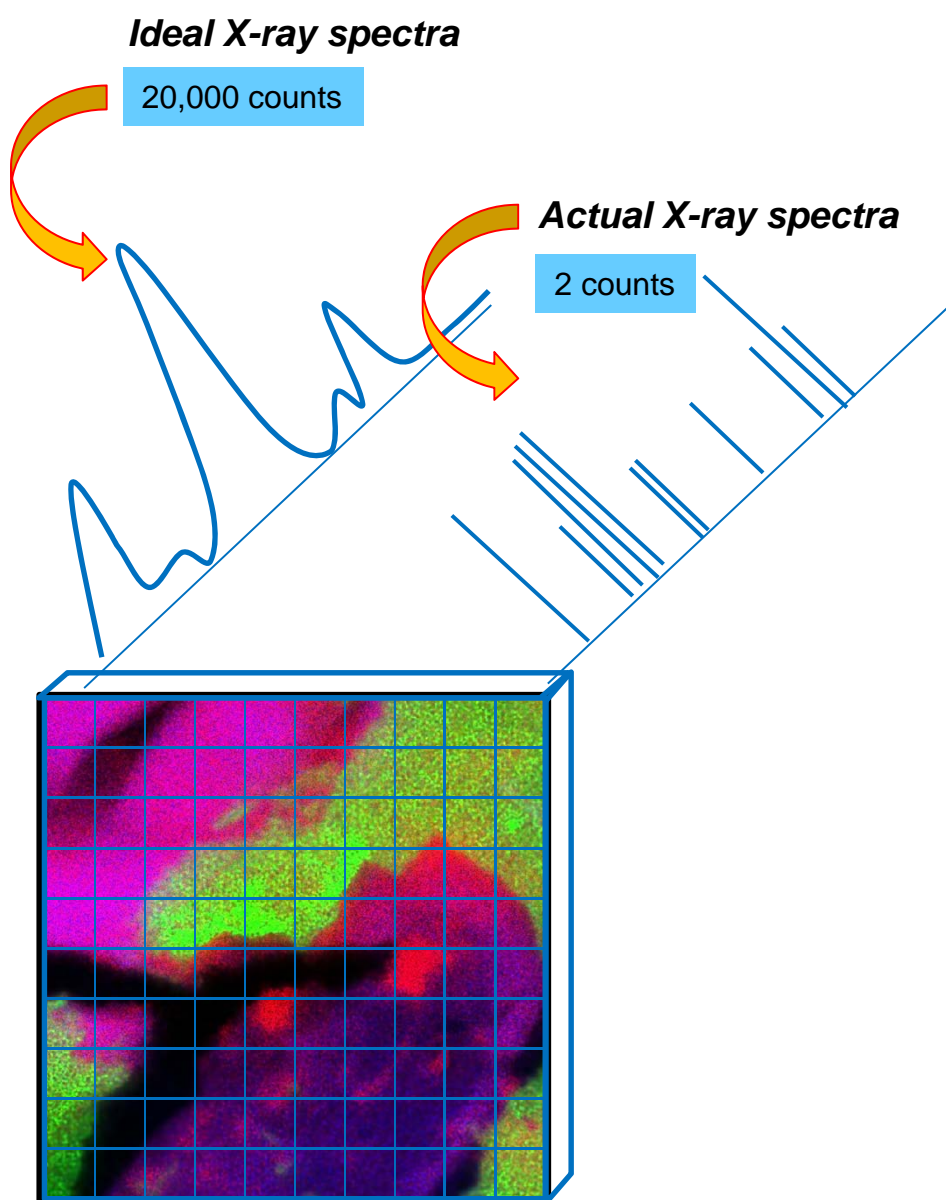 Ideal X-ray spectra
20,000 counts
Actual X-ray spectra
2 counts